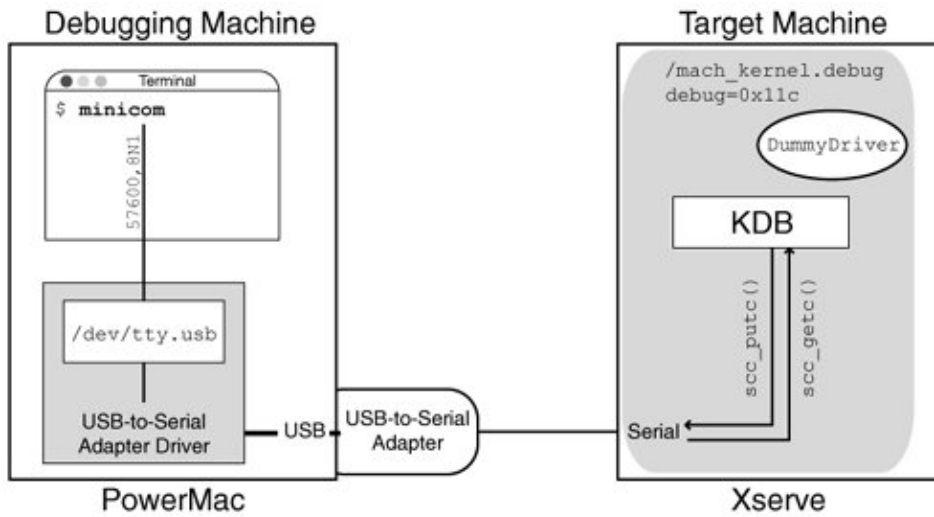 Debugging Machine
Terminal
$ minicom
57600,8N1
/dev/tty.usb
USB-to-Serial
Adapter Driver
USB
PowerMac
USB-to-Serial
Adapter
Target Machine
/mach_kernel.debug
debug=0x11c
DummyDriver
KDB
scc_putc()
scc_getc()
Serial
Xserve